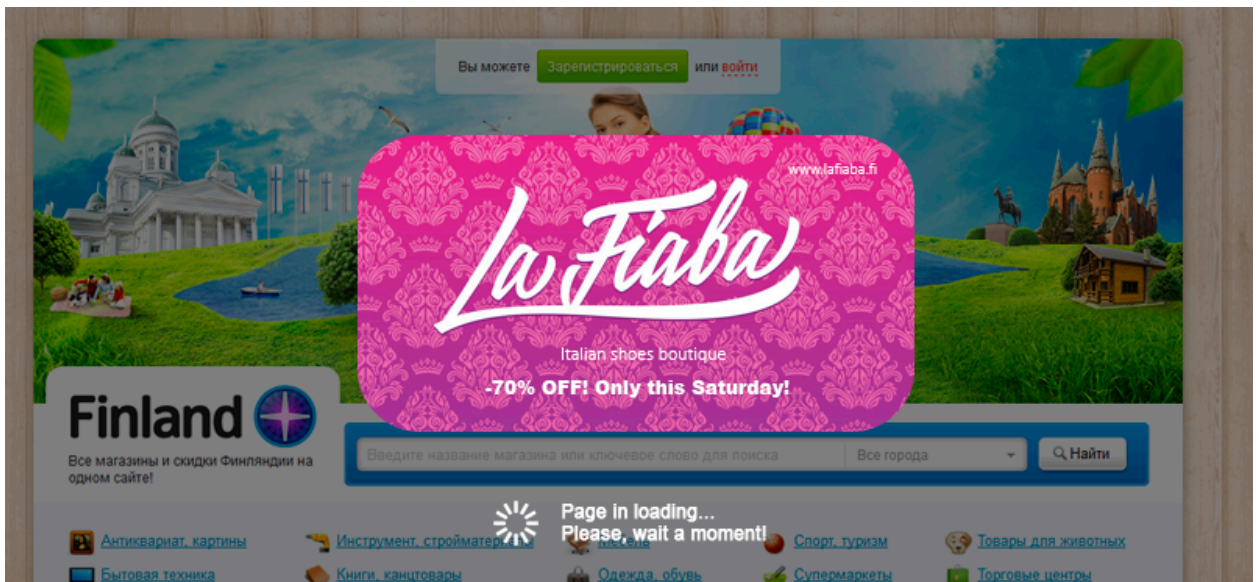 Вы можете Зарегистрироваться или войти
www.lafiaba.fi
La Fiaba
Italian shoes boutique
-70% OFF! Only this Saturday!
Finland
Все магазины и скидки Финляндии на
одном сайте!
Введите название магазина или ключевое слово для поиска Все города Найти
Page in loading...
Please, wait a moment!
Антиквариат, картины Инструмент, стройматериалы Мебель Спорт, туризм Товары для животных
Бытовая техника Книги, канцтовары Одежда, обувь Супермаркеты Торговые центры